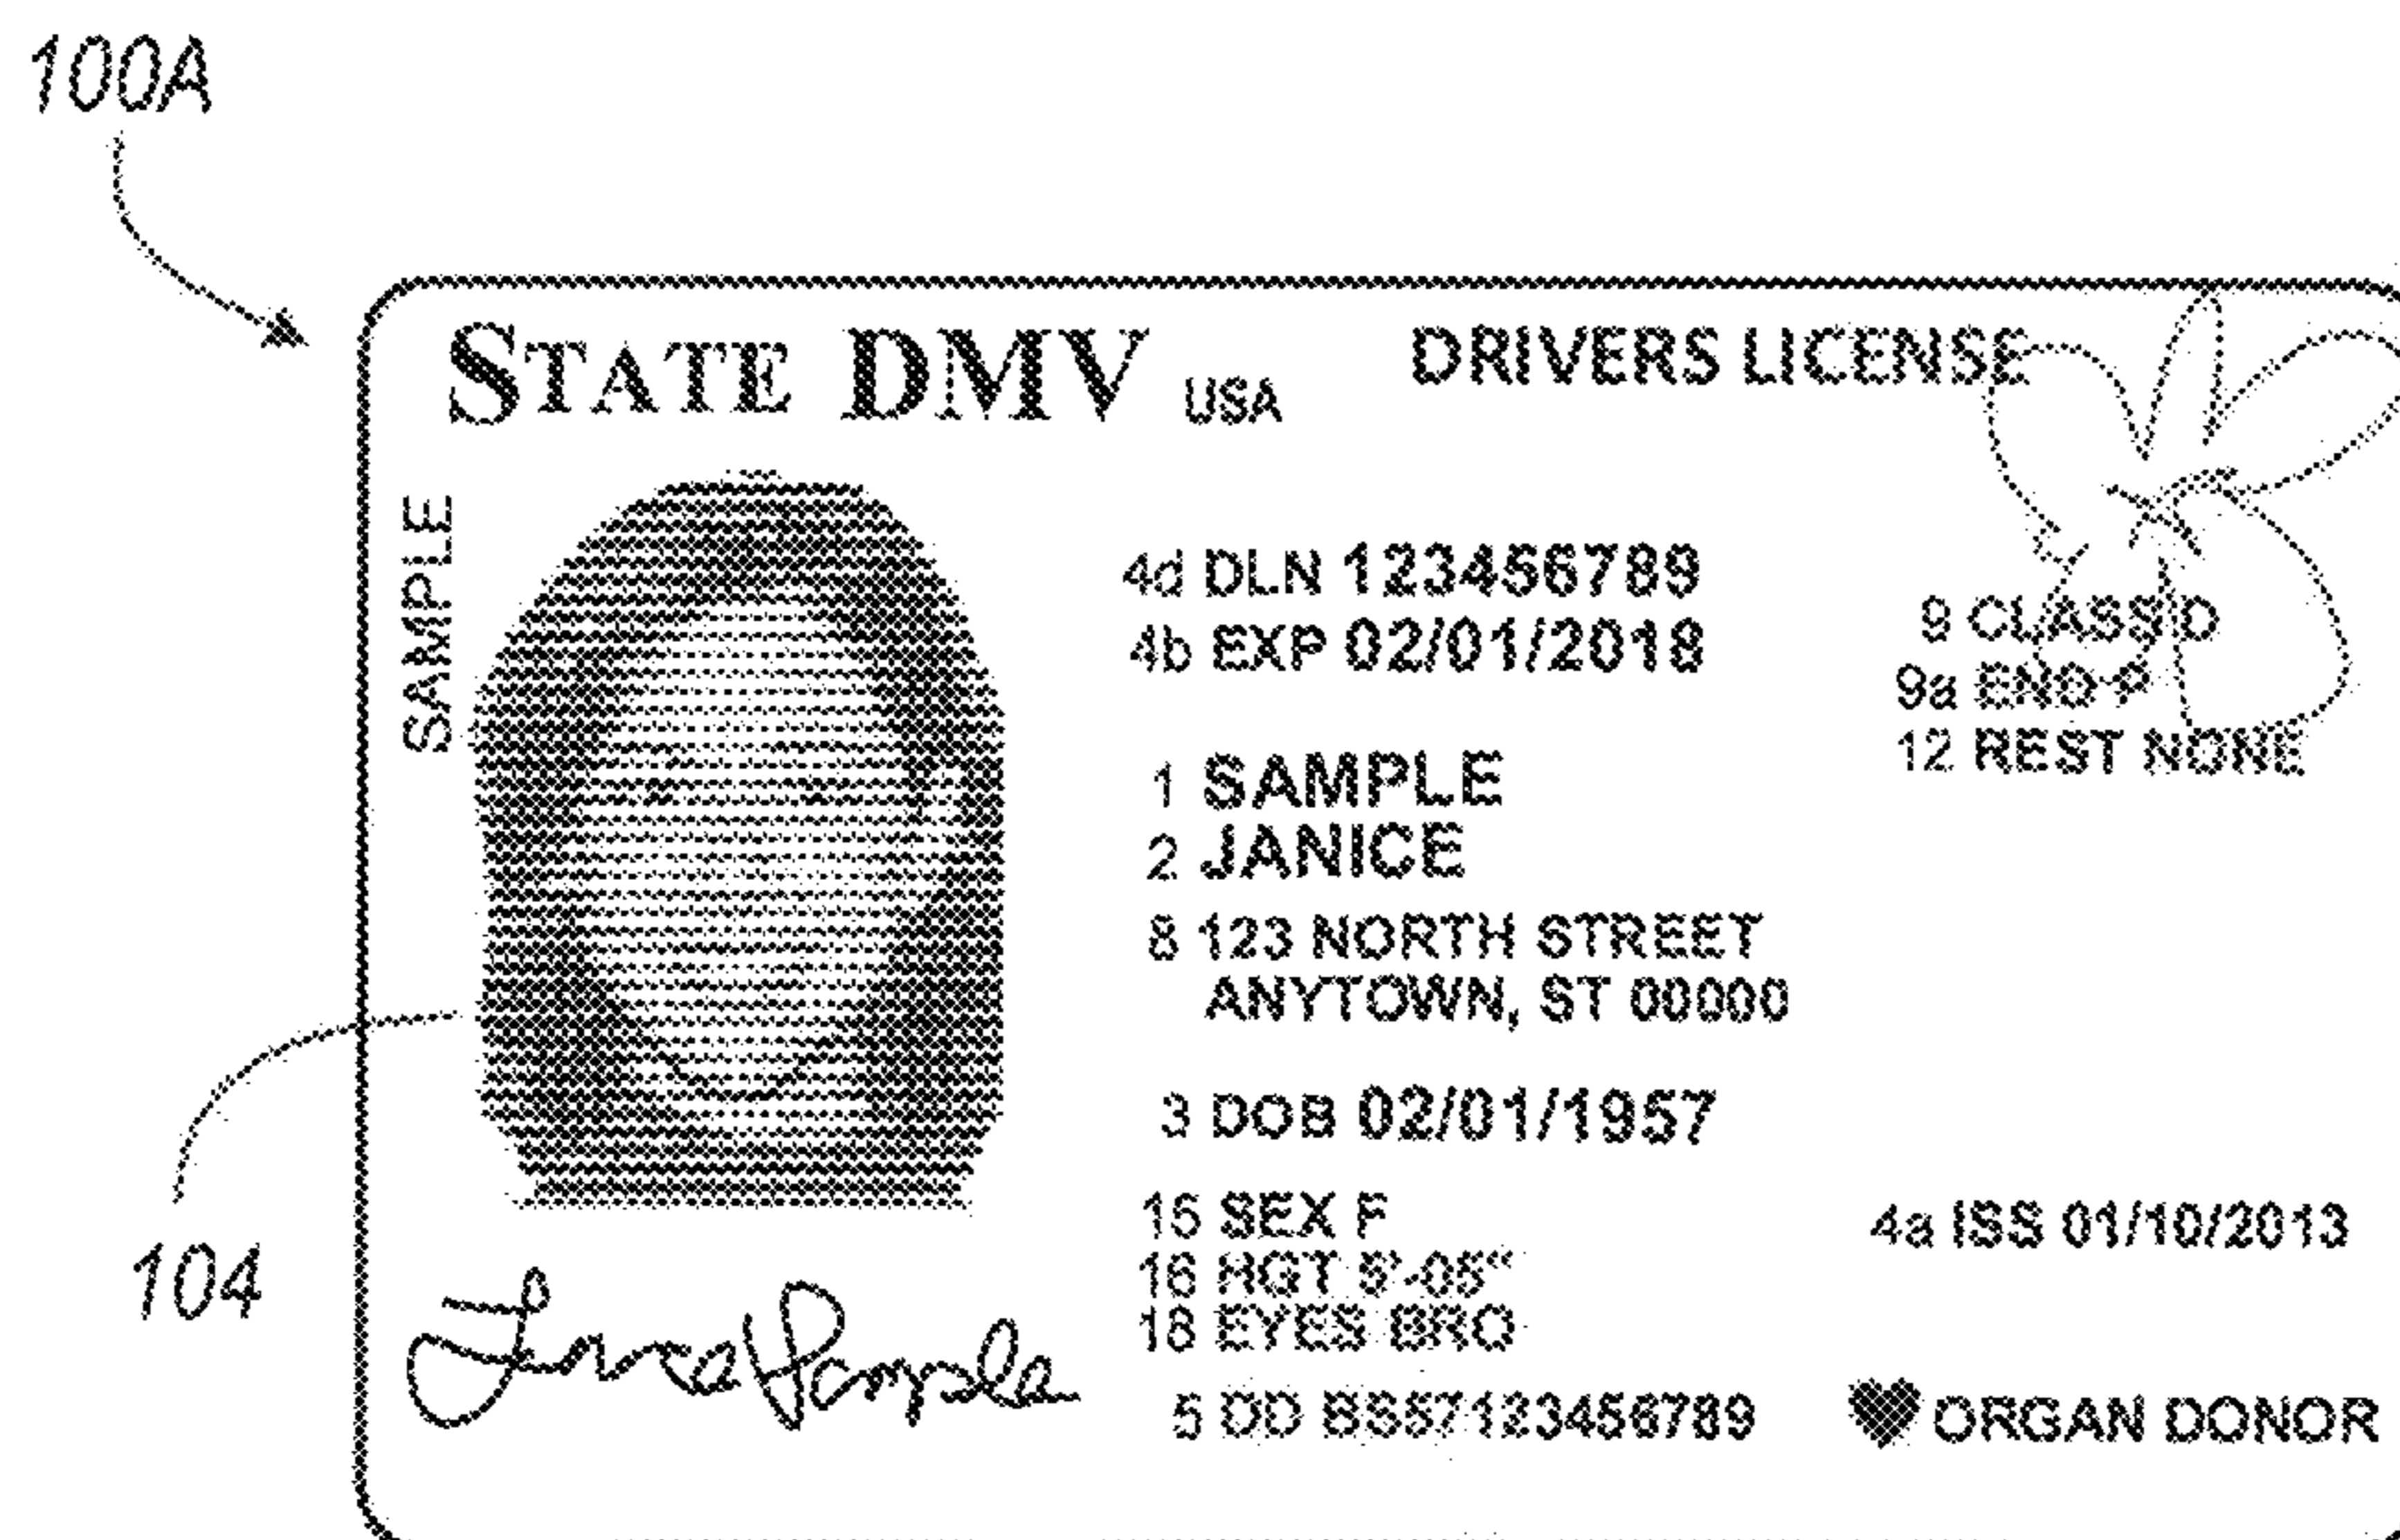 100A
STATE DMV USA DRIVERS LICENSE
SAMPLE
4d DLN 123456789
4b EXP 02/01/2018
9 CLASS D
9a END P
12 REST NONE
1 SAMPLE
2 JANICE
8 123 NORTH STREET
ANYTOWN, ST 00000
3 DOB 02/01/1957
15 SEX F
16 HGT 5'-05"
18 EYES BRO
4a ISS 01/10/2013
104
Janice Sample
5 DD BS57123456789
ORGAN DONOR